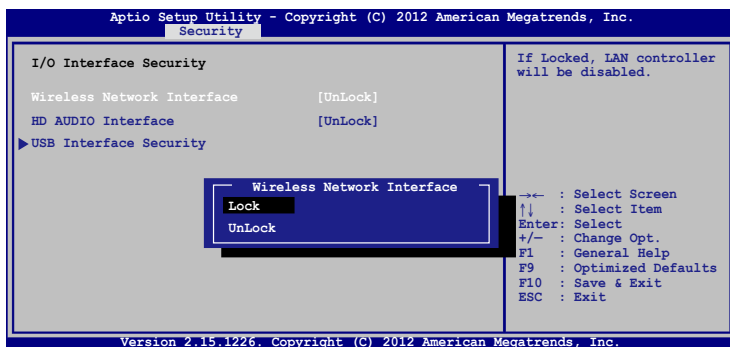 Aptio Setup Utility - Copyright (C) 2012 American Megatrends, Inc.
Security
I/O Interface Security
Wireless Network Interface [UnLock]
HD AUDIO Interface [UnLock]
USB Interface Security
If Locked, LAN controller
will be disabled.
Wireless Network Interface
Lock
UnLock
→← : Select Screen
↑↓ : Select Item
Enter: Select
+/— : Change Opt.
F1 : General Help
F9 : Optimized Defaults
F10 : Save & Exit
ESC : Exit
Version 2.15.1226. Copyright (C) 2012 American Megatrends, Inc.